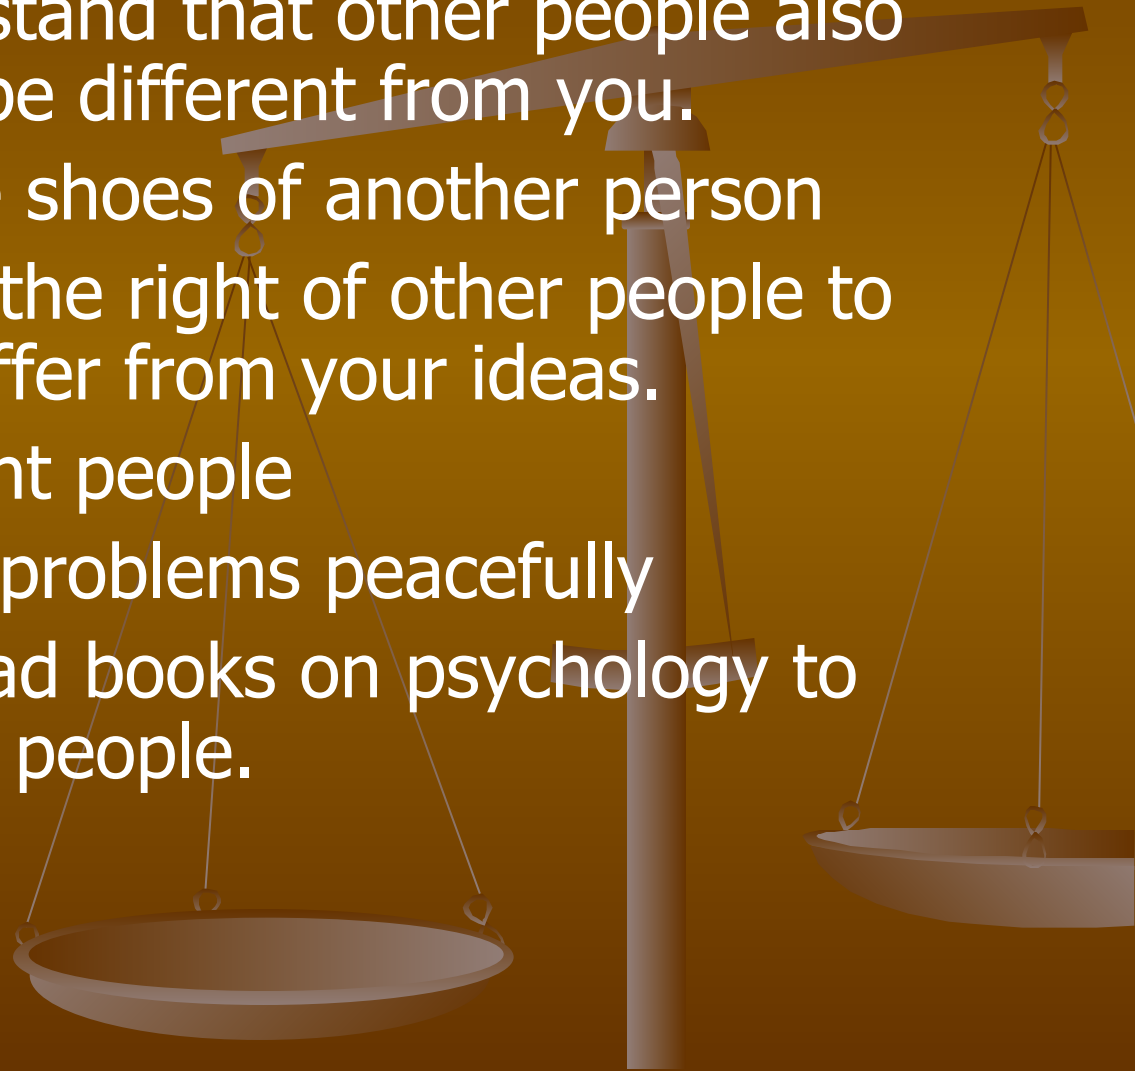 stand that other people also
be different from you.
shoes of another person
the right of other people to
ffer from your ideas.
nt people
problems peacefully
ad books on psychology to
people.